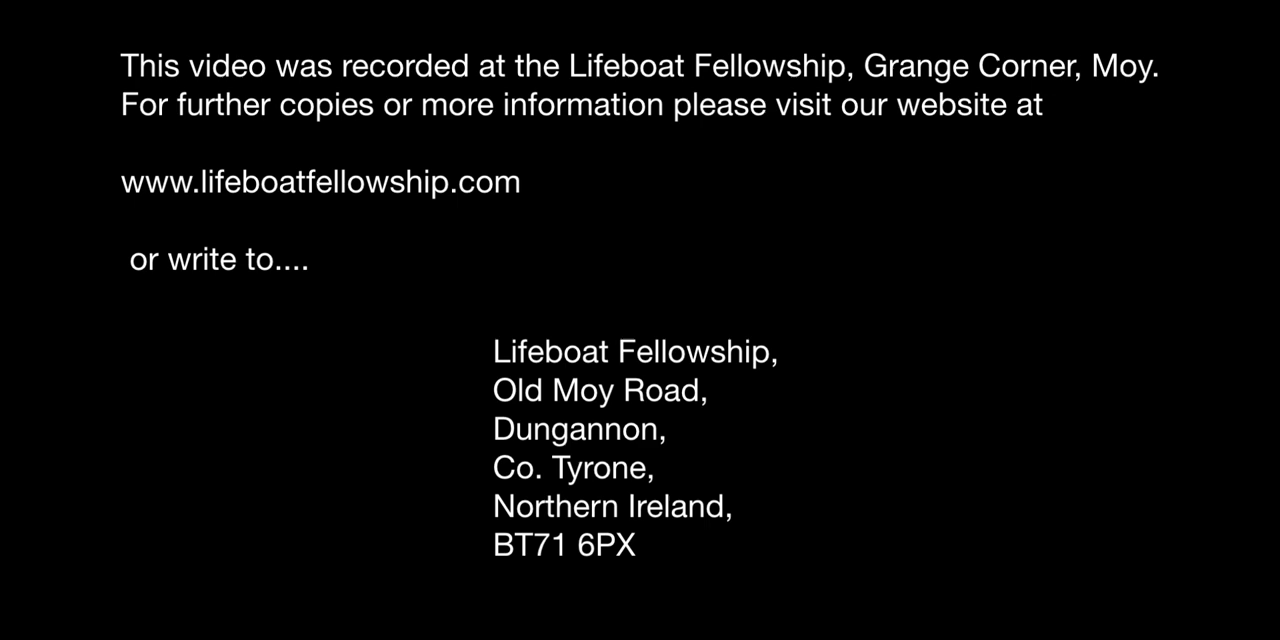 This video was recorded at the Lifeboat Fellowship, Grange Corner, Moy.
For further copies or more information please visit our website at
www.lifeboatfellowship.com
or write to....
Lifeboat Fellowship,
Old Moy Road,
Dungannon,
Co. Tyrone,
Northern Ireland,
BT71 6PX